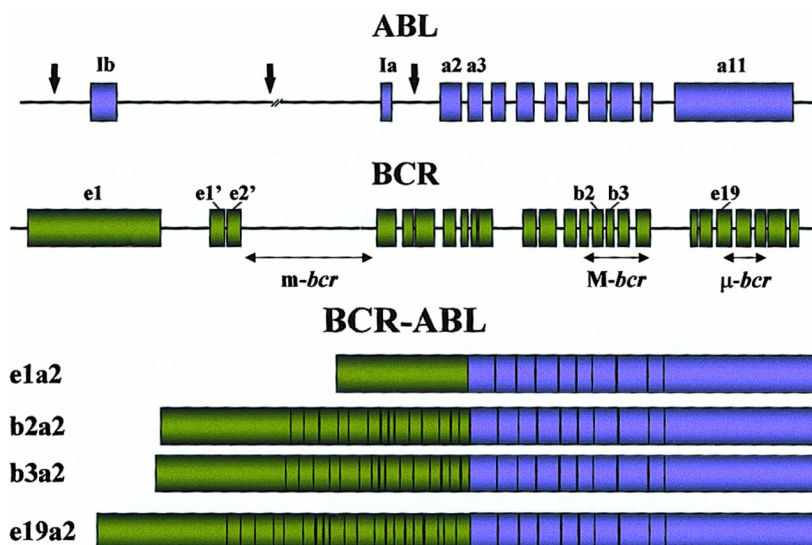 ABL
Ib Ia a2 a3 a11
BCR
e1 e1' e2' b2 b3 e19
m-bcr M-bcr µ-bcr
BCR-ABL
e1a2
b2a2
b3a2
e19a2